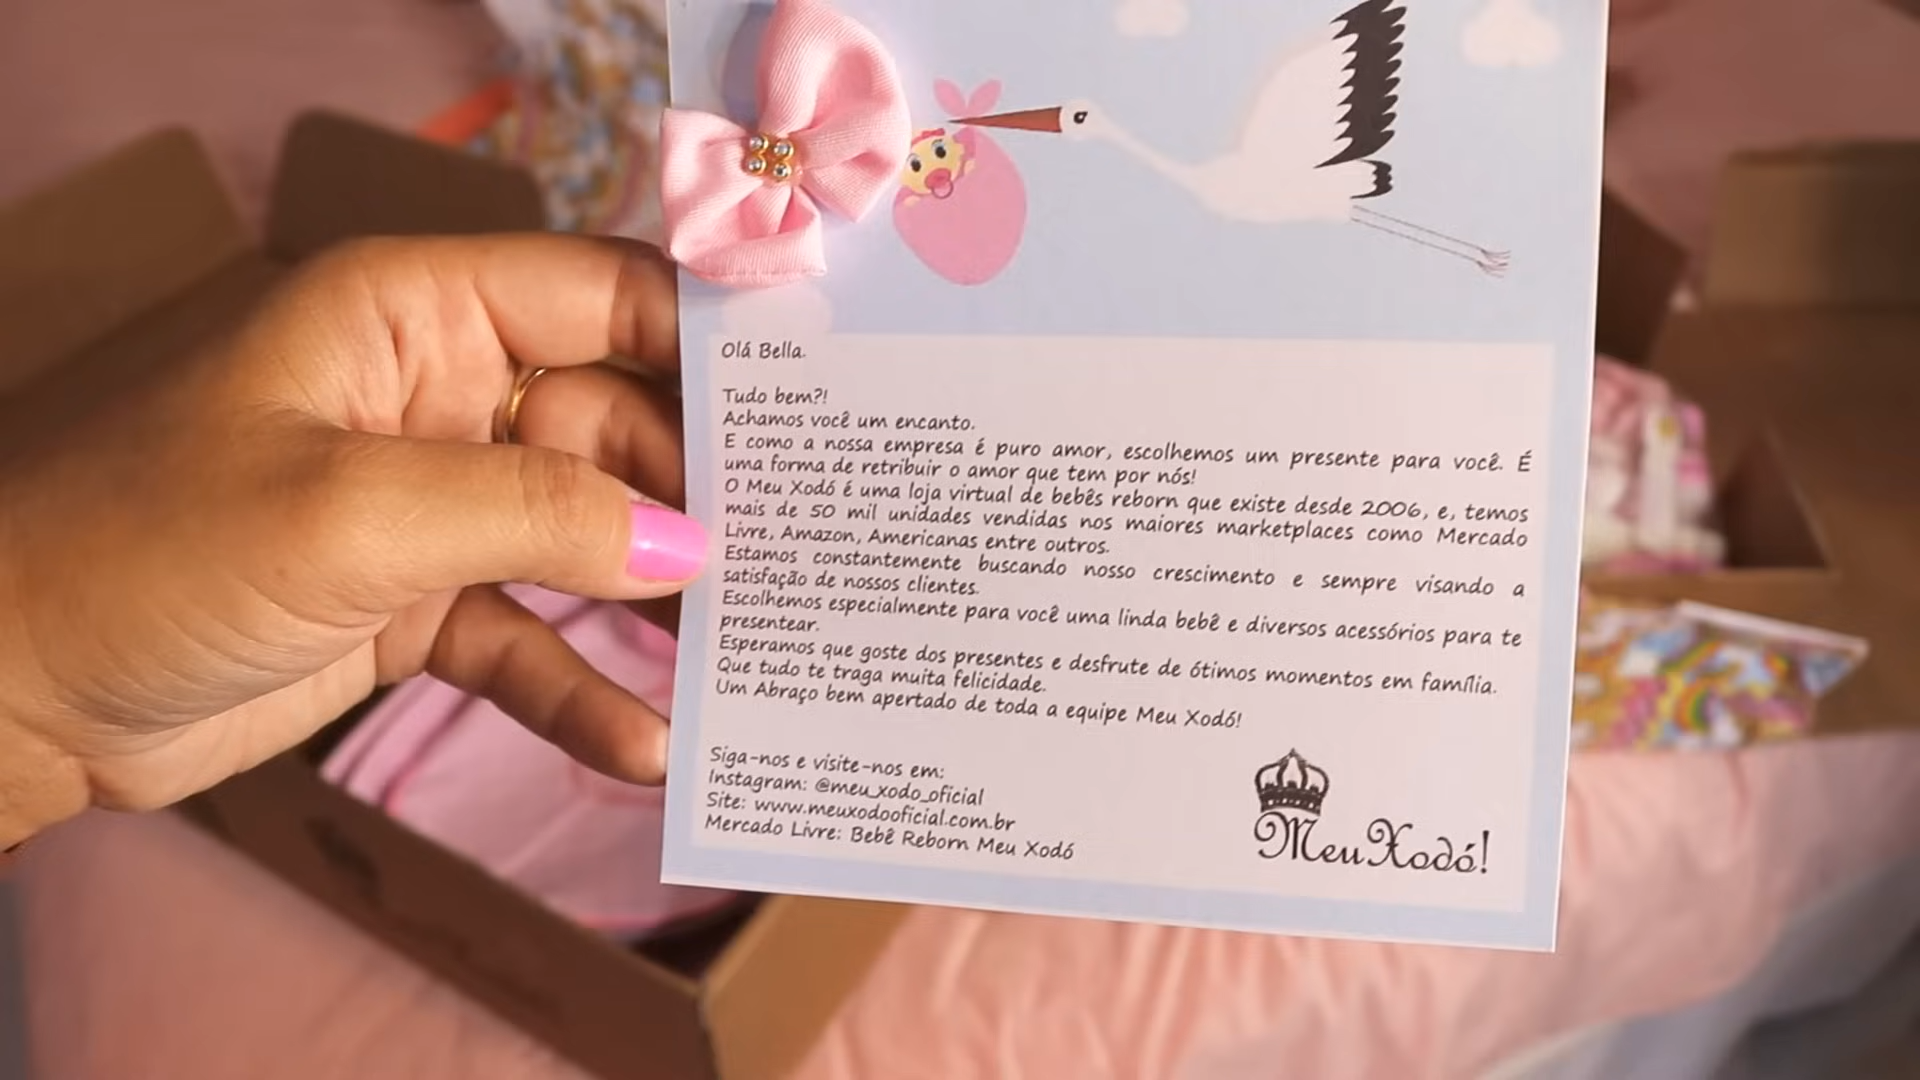 Olá Bella.
Tudo bem?!
Achamos você um encanto.
E como a nossa empresa é puro amor, escolhemos um presente para você. É
uma forma de retribuir o amor que tem por nós!
O Meu Xodó é uma loja virtual de bebês reborn que existe desde 2006, e, temos
mais de 50 mil unidades vendidas nos maiores marketplaces como Mercado
Livre, Amazon, Americanas entre outros.
Estamos constantemente buscando nosso crescimento e sempre visando a
satisfação de nossos clientes.
Escolhemos especialmente para você uma linda bebê e diversos acessórios para te
presentear.
Esperamos que goste dos presentes e desfrute de ótimos momentos em família.
Que tudo te traga muita felicidade.
Um Abraço bem apertado de toda a equipe Meu Xodó!
Siga-nos e visite-nos em:
Instagram: @meu_xodo_oficial
Site: www.meuxodooficial.com.br
Mercado Livre: Bebê Reborn Meu Xodó
Meu Xodó!